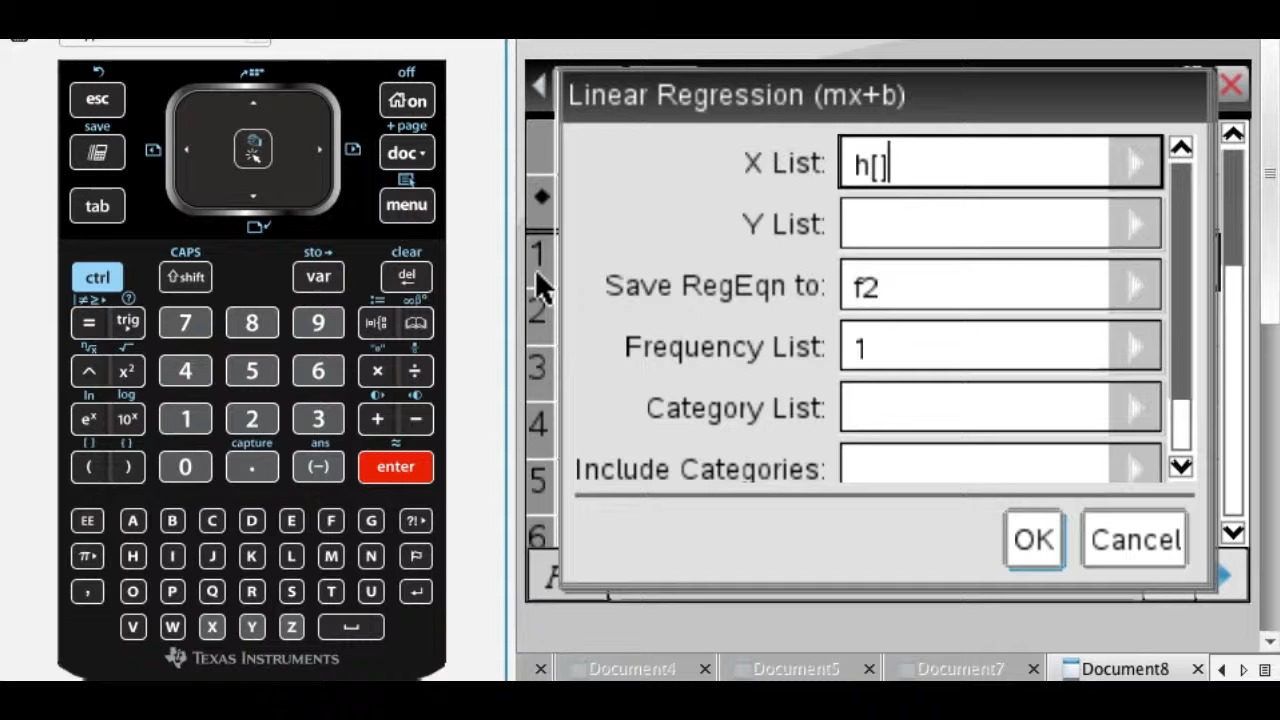 off
esc
on
save
+ page
doc
tab
menu
CAPS
sto→
clear
ctrl
⇧shift
var
del
|≠≥▸
?
:=
∞β°
=
trig
7
8
9
|□|{8
ⁿ√x
√
"∞"
^
x²
4
5
6
×
÷
ln
log
eˣ
10ˣ
1
2
3
+
−
[ ]
{ }
capture
ans
≈
(
)
0
.
(−)
enter
EE
A
B
C
D
E
F
G
?!▸
π▸
H
I
J
K
L
M
N
,
O
P
Q
R
S
T
U
↵
V
W
X
Y
Z
TEXAS INSTRUMENTS
Linear Regression (mx+b)
X List: h[]
Y List:
Save RegEqn to: f2
Frequency List: 1
Category List:
Include Categories:
OK Cancel
1
2
3
4
5
6
A
Document4 Document5 Document7 Document8